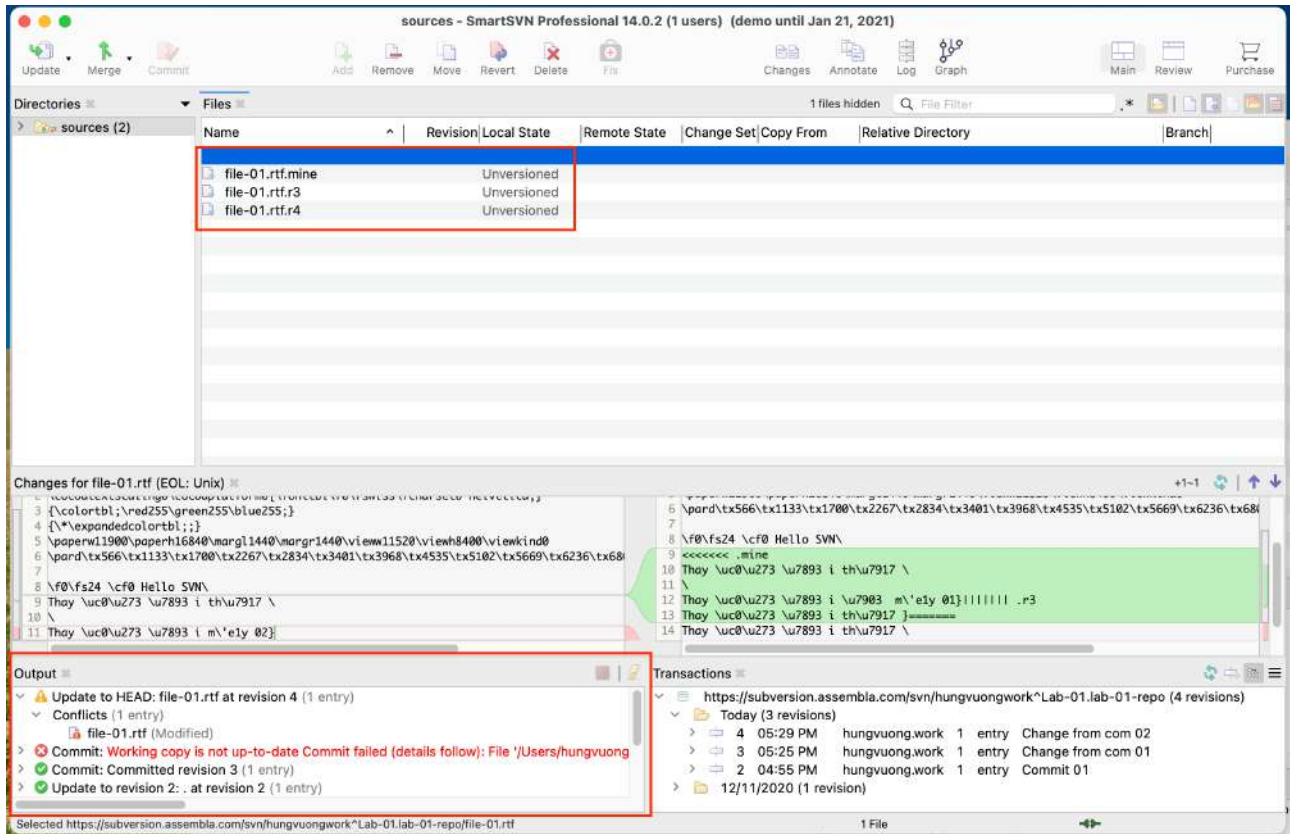 sources - SmartSVN Professional 14.0.2 (1 users) (demo until Jan 21, 2021)
Update Merge Commit Add Remove Move Revert Delete Fix Changes Annotate Log Graph Main Review Purchase
Directories Files 1 files hidden File Filter .*
sources (2)
Name Revision Local State Remote State Change Set Copy From Relative Directory Branch
file-01.rtf.mine Unversioned
file-01.rtf.r3 Unversioned
file-01.rtf.r4 Unversioned
Changes for file-01.rtf (EOL: Unix) +1~1
3 {\colortbl;\red255\green255\blue255;}
4 {\*\expandedcolortbl;;}
5 \paperw11900\paperh16840\margl1440\margr1440\vieww11520\viewh8400\viewkind0
6 \pard\tx566\tx1133\tx1700\tx2267\tx2834\tx3401\tx3968\tx4535\tx5102\tx5669\tx6236\tx68
7
8 \f0\fs24 \cf0 Hello SVN\
9 Thay \uc0\u273 \u7893 i th\u7917 \
10 \
11 Thay \uc0\u273 \u7893 i m\'e1y 02}
6 \pard\tx566\tx1133\tx1700\tx2267\tx2834\tx3401\tx3968\tx4535\tx5102\tx5669\tx6236\tx68
7
8 \f0\fs24 \cf0 Hello SVN\
9 <<<<<<< .mine
10 Thay \uc0\u273 \u7893 i th\u7917 \
11 \
12 Thay \uc0\u273 \u7893 i \u7903  m\'e1y 01}||||||| .r3
13 Thay \uc0\u273 \u7893 i th\u7917 }=======
14 Thay \uc0\u273 \u7893 i th\u7917 \
Output
Update to HEAD: file-01.rtf at revision 4 (1 entry)
Conflicts (1 entry)
file-01.rtf (Modified)
Commit: Working copy is not up-to-date Commit failed (details follow): File '/Users/hungvuong
Commit: Committed revision 3 (1 entry)
Update to revision 2: . at revision 2 (1 entry)
Transactions
https://subversion.assembla.com/svn/hungvuongwork^Lab-01.lab-01-repo (4 revisions)
Today (3 revisions)
4 05:29 PM hungvuong.work 1 entry Change from com 02
3 05:25 PM hungvuong.work 1 entry Change from com 01
2 04:55 PM hungvuong.work 1 entry Commit 01
12/11/2020 (1 revision)
Selected https://subversion.assembla.com/svn/hungvuongwork^Lab-01.lab-01-repo/file-01.rtf 1 File